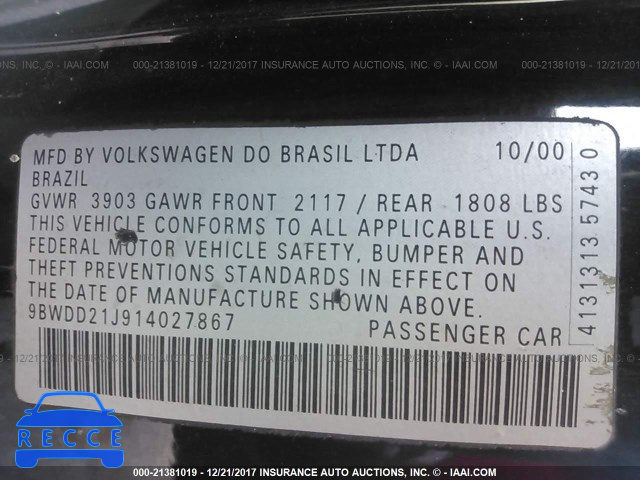 000-21381019 - 12/21/2017 INSURANCE AUTO AUCTIONS, INC. © - IAAI.COM
MFD BY VOLKSWAGEN DO BRASIL LTDA 10/00
BRAZIL
GVWR 3903 GAWR FRONT 2117 / REAR 1808 LBS
THIS VEHICLE CONFORMS TO ALL APPLICABLE U.S.
FEDERAL MOTOR VEHICLE SAFETY, BUMPER AND
THEFT PREVENTIONS STANDARDS IN EFFECT ON
THE DATE OF MANUFACTURE SHOWN ABOVE.
9BWDD21J914027867 PASSENGER CAR
4131313 5743 0
RECCE
000-21381019 - 12/21/2017 INSURANCE AUTO AUCTIONS, INC. © - IAAI.COM